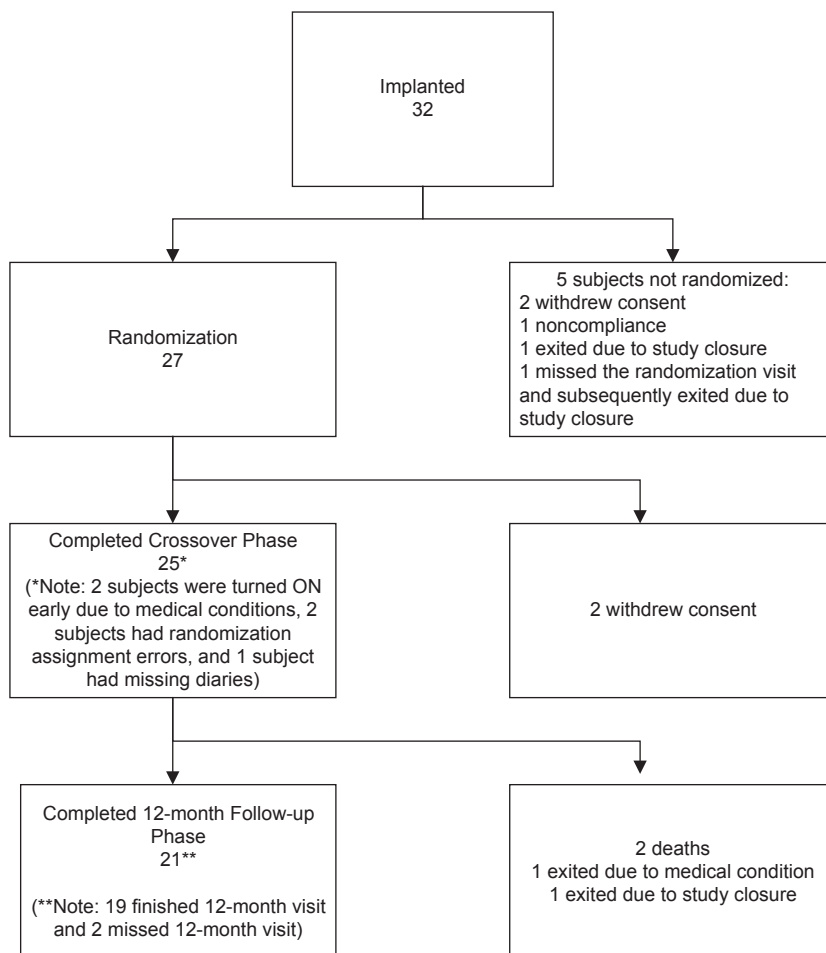 Implanted
32
Randomization
27
5 subjects not randomized:
2 withdrew consent
1 noncompliance
1 exited due to study closure
1 missed the randomization visit
and subsequently exited due to
study closure
Completed Crossover Phase
25*
(*Note: 2 subjects were turned ON
early due to medical conditions, 2
subjects had randomization
assignment errors, and 1 subject
had missing diaries)
2 withdrew consent
Completed 12-month Follow-up
Phase
21**
(**Note: 19 finished 12-month visit
and 2 missed 12-month visit)
2 deaths
1 exited due to medical condition
1 exited due to study closure